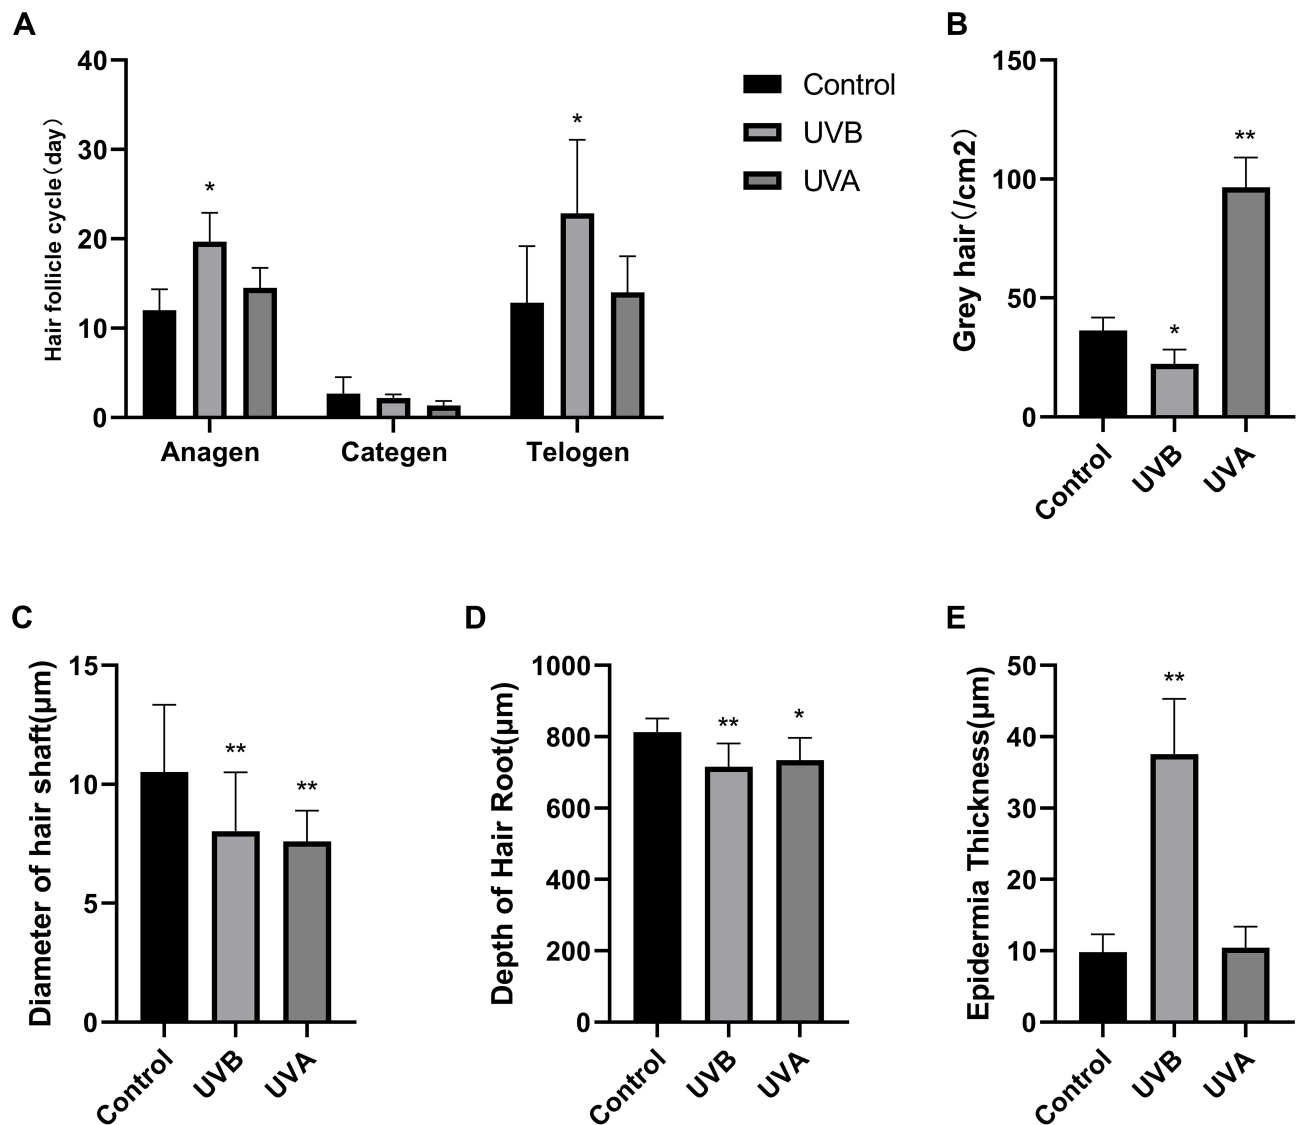 A
Hair follicle cycle（day）
40
30
20
10
0
*
*
Anagen
Categen
Telogen
Control
UVB
UVA
B
Grey hair（/cm2）
150
100
50
0
*
**
Control
UVB
UVA
C
Diameter of hair shaft(μm)
15
10
5
0
**
**
Control
UVB
UVA
D
Depth of Hair Root(μm)
1000
800
600
400
200
0
**
*
Control
UVB
UVA
E
Epidermia Thickness(μm)
50
40
30
20
10
0
**
Control
UVB
UVA